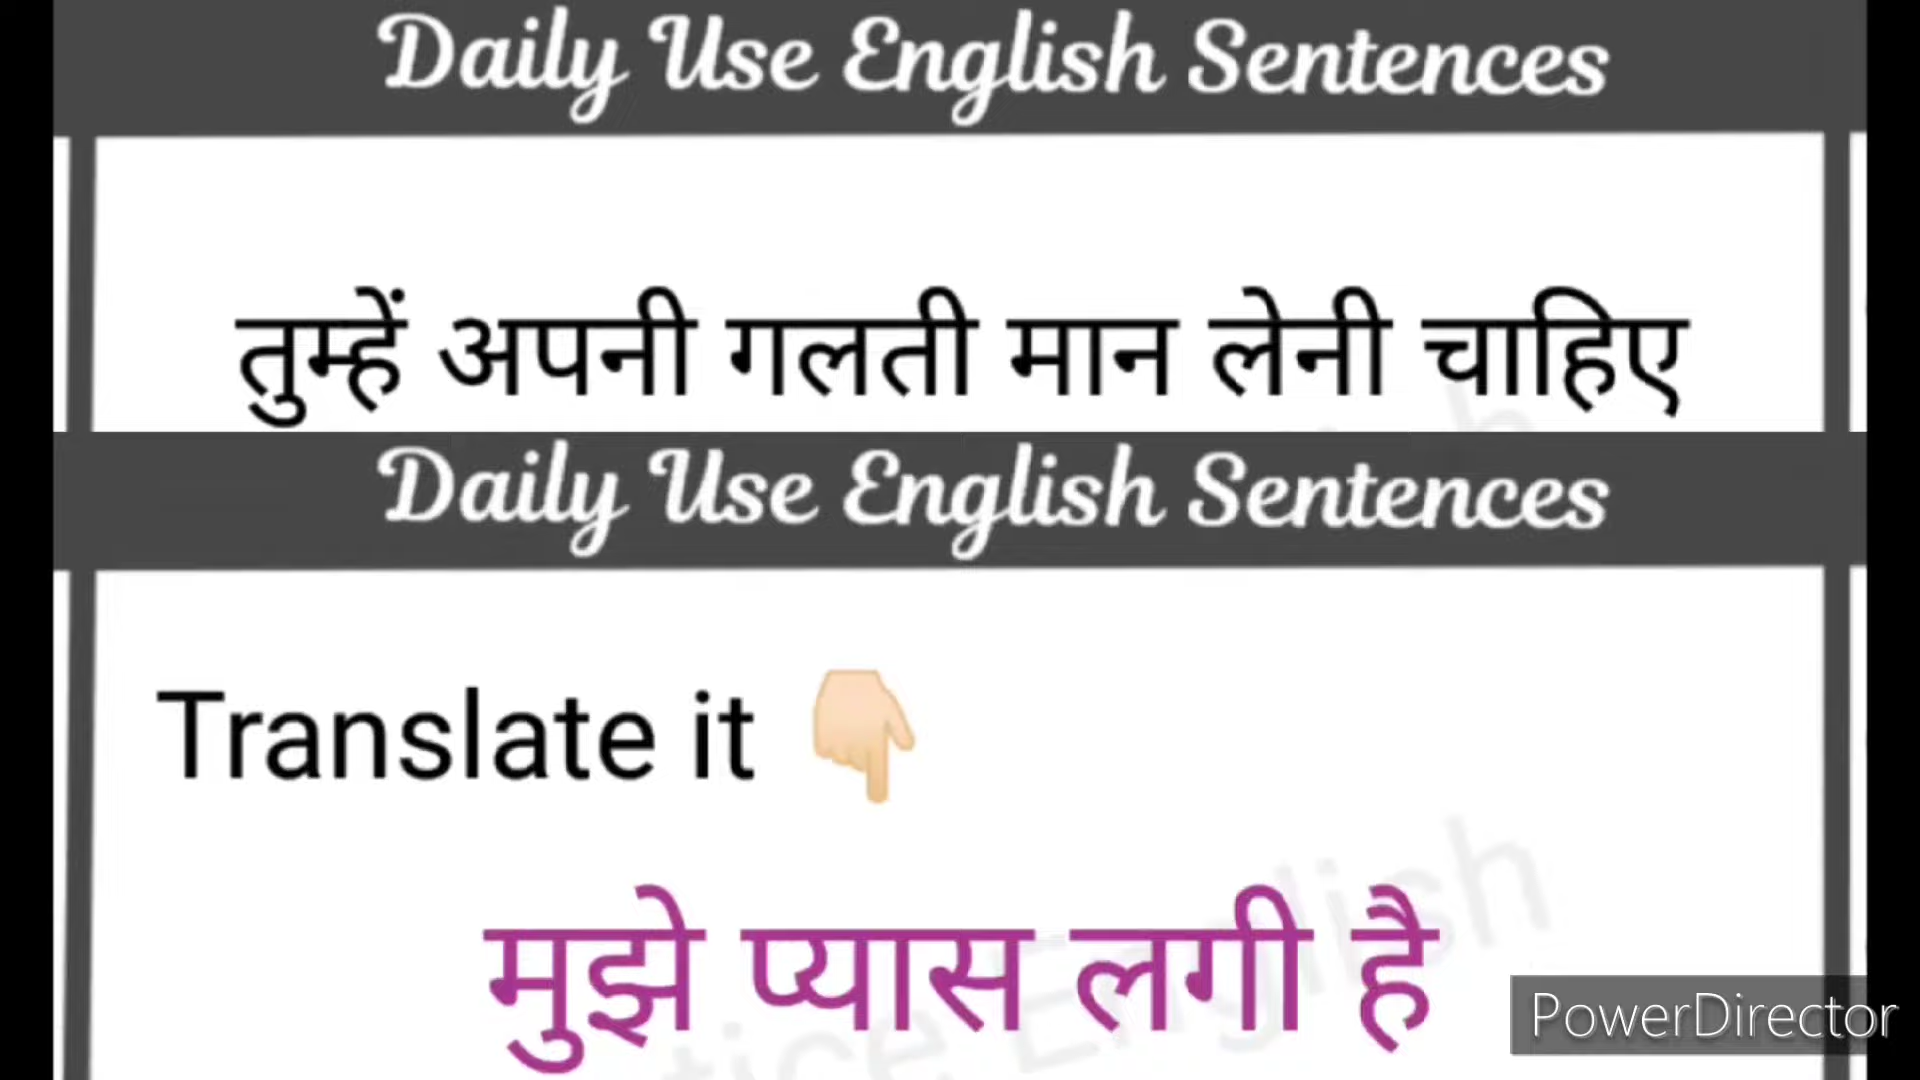 Daily Use English Sentences
तुम्हें अपनी गलती मान लेनी चाहिए
Daily Use English Sentences
Translate it 👇🏻
मुझे प्यास लगी है
PowerDirector